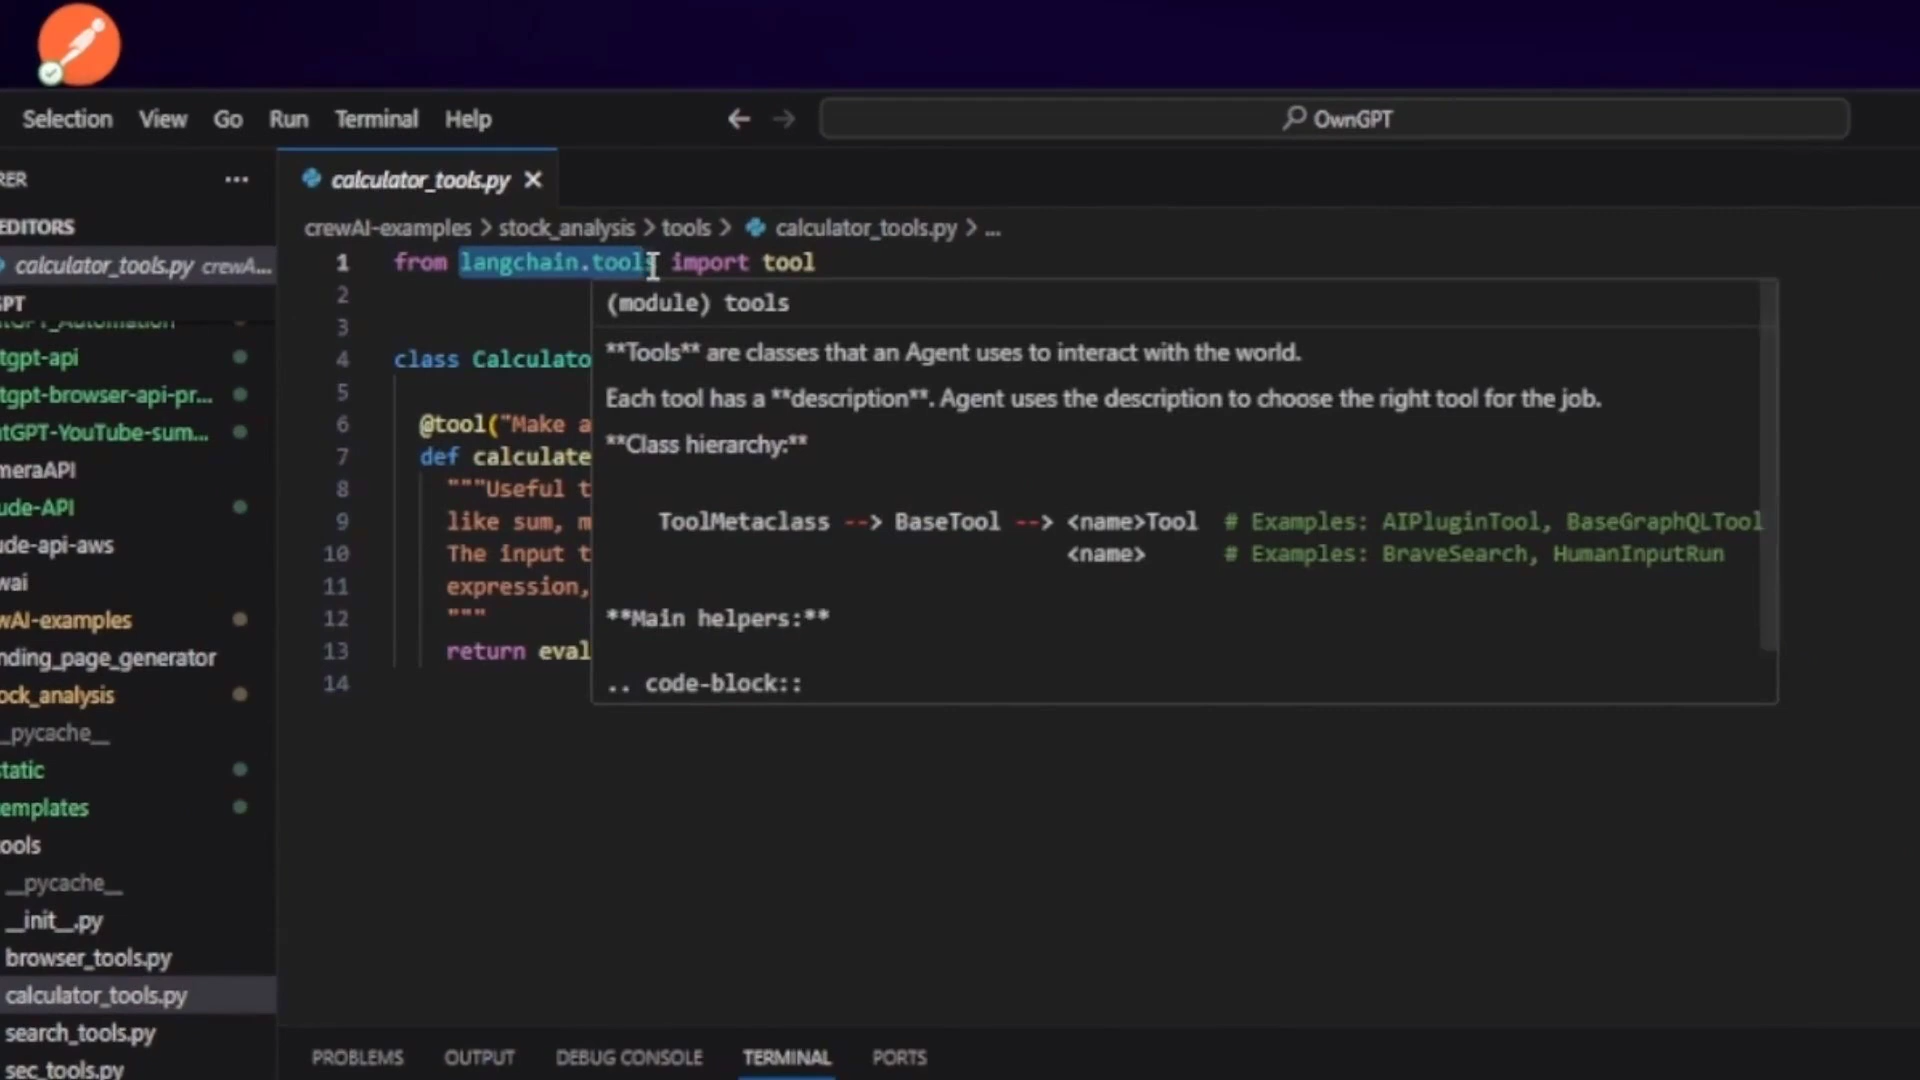 Selection View Go Run Terminal Help
OwnGPT
RER ...
calculator_tools.py
EDITORS
crewAI-examples > stock_analysis > tools > calculator_tools.py > ...
calculator_tools.py crewA...
GPT
atGPT_Automation
tgpt-api
tgpt-browser-api-pr...
atGPT-YouTube-sum...
meraAPI
ude-API
ude-api-aws
wai
wAI-examples
nding_page_generator
ock_analysis
_pycache__
static
templates
ools
__pycache__
__init__.py
browser_tools.py
calculator_tools.py
search_tools.py
sec_tools.py
1 from langchain.tools import tool
2
3
4 class Calculato
5
6 @tool("Make a
7 def calculate
8 """Useful t
9 like sum, m
10 The input t
11 expression,
12 """
13 return eval
14
(module) tools
**Tools** are classes that an Agent uses to interact with the world.
Each tool has a **description**. Agent uses the description to choose the right tool for the job.
**Class hierarchy:**
ToolMetaclass --> BaseTool --> <name>Tool # Examples: AIPluginTool, BaseGraphQLTool
<name> # Examples: BraveSearch, HumanInputRun
**Main helpers:**
.. code-block::
PROBLEMS OUTPUT DEBUG CONSOLE TERMINAL PORTS